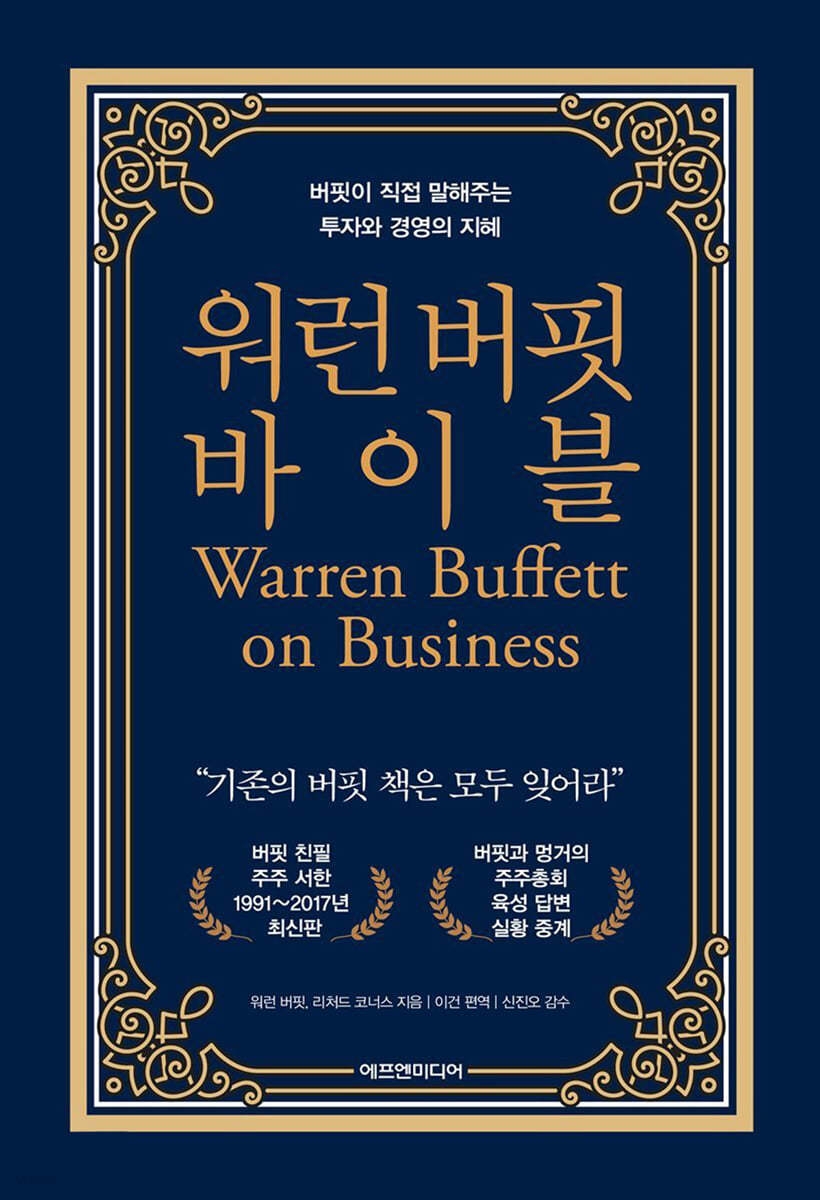 버핏이 직접 말해주는
투자와 경영의 지혜
워런 버핏
바이블
Warren Buffett
on Business
“기존의 버핏 책은 모두 잊어라”
버핏 친필
주주 서한
1991~2017년
최신판
버핏과 멍거의
주주총회
육성 답변
실황 중계
워런 버핏, 리처드 코너스 지음 | 이건 편역 | 신진오 감수
에프엔미디어